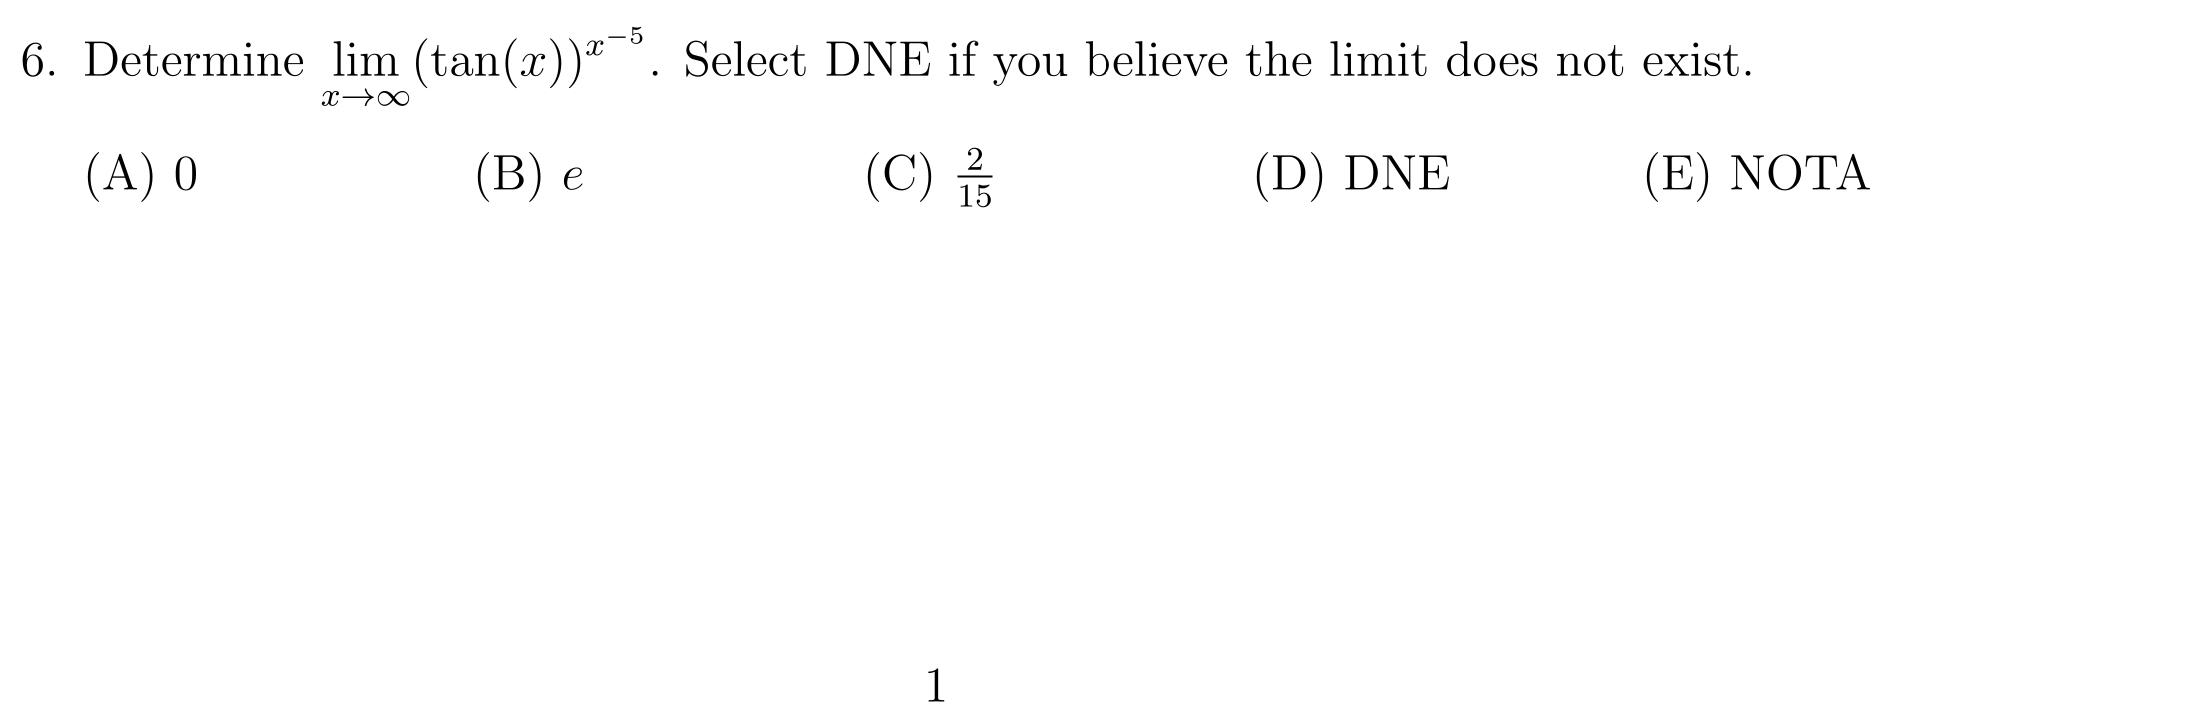 6. Determine $\lim_{x \to \infty} (\tan(x))^{x^{-5}}$. Select DNE if you believe the limit does not exist.
(A) 0 (B) $e$ (C) $\frac{2}{15}$ (D) DNE (E) NOTA
1